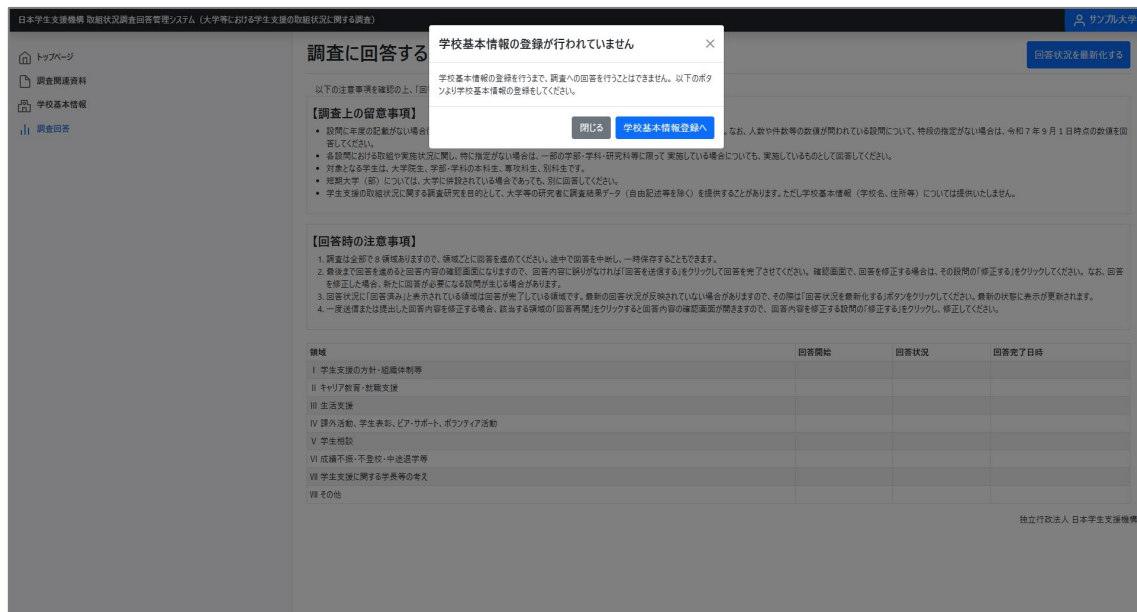 日本学生支援機構 取組状況調査回答管理システム（大学等における学生支援の取組状況に関する調査）
サンプル大学
トップページ
調査関連資料
学校基本情報
調査回答
調査に回答する
回答状況を最新化する
学校基本情報の登録が行われていません
学校基本情報の登録を行うまで、調査への回答を行うことはできません。以下のボタ
ンより学校基本情報の登録をしてください。
閉じる
学校基本情報登録へ
以下の注意事項を確認の上、「回
【調査上の留意事項】
• 設問に年度の記載がない場合は
。なお、人数や件数等の数値が問われている設問について、特段の指定がない場合は、令和7年9月1日時点の数値を回
答してください。
• 各設問における取組や実施状況に関し、特に指定がない場合は、一部の学部・学科・研究科等に限って実施している場合についても、実施しているものとして回答してください。
• 対象となる学生は、大学院生、学部・学科の本科生、専攻科生、別科生です。
• 短期大学（部）については、大学に併設されている場合であっても、別に回答してください。
• 学生支援の取組状況に関する調査研究を目的として、大学等の研究者に調査結果データ（自由記述等を除く）を提供することがあります。ただし学校基本情報（学校名、住所等）については提供いたしません。
【回答時の注意事項】
1. 調査は全部で8領域ありますので、領域ごとに回答を進めてください。途中で回答を中断し、一時保存することもできます。
2. 最後まで回答を進めると回答内容の確認画面になりますので、回答内容に誤りがなければ「回答を送信する」をクリックして回答を完了させてください。確認画面で、回答を修正する場合は、その設問の「修正する」をクリックしてください。なお、回答
を修正した場合、新たに回答が必要になる設問が生じる場合があります。
3. 回答状況に「回答済み」と表示されている領域は回答が完了している領域です。最新の回答状況が反映されていない場合がありますので、その際は「回答状況を最新化する」ボタンをクリックしてください。最新の状態に表示が更新されます。
4. 一度送信または提出した回答内容を修正する場合、該当する領域の「回答再開」をクリックすると回答内容の確認画面が開きますので、回答内容を修正する設問の「修正する」をクリックし、修正してください。
領域 回答開始 回答状況 回答完了日時
I 学生支援の方針・組織体制等
II キャリア教育・就職支援
III 生活支援
IV 課外活動、学生表彰、ピア・サポート、ボランティア活動
V 学生相談
VI 成績不振・不登校・中途退学等
VII 学生支援に関する学長等の考え
VIII その他
独立行政法人 日本学生支援機構